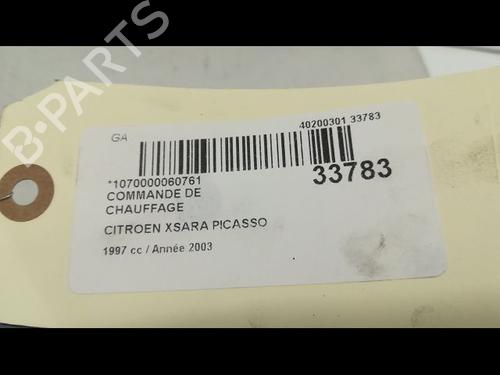 B-PARTS
GA
40200301 33783
33783
*1070000060761
COMMANDE DE
CHAUFFAGE
CITROEN XSARA PICASSO
1997 cc / Année 2003